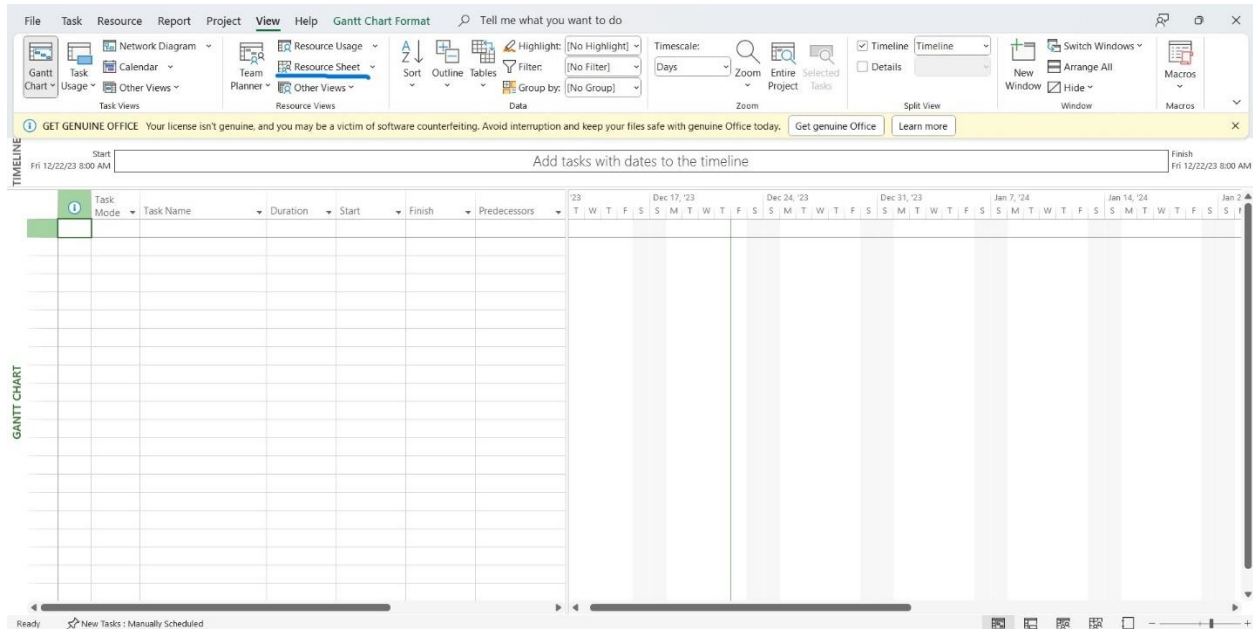 File Task Resource Report Project View Help Gantt Chart Format Tell me what you want to do
Gantt Chart
Task Usage
Network Diagram
Calendar
Other Views
Task Views
Team Planner
Resource Usage
Resource Sheet
Other Views
Resource Views
Sort
Outline
Tables
Highlight: [No Highlight]
Filter: [No Filter]
Group by: [No Group]
Data
Timescale:
Days
Zoom
Entire Project
Selected Tasks
Zoom
Timeline Timeline
Details
Split View
New Window
Switch Windows
Arrange All
Hide
Window
Macros
Macros
GET GENUINE OFFICE Your license isn't genuine, and you may be a victim of software counterfeiting. Avoid interruption and keep your files safe with genuine Office today. Get genuine Office Learn more
TIMELINE
Start
Fri 12/22/23 8:00 AM
Add tasks with dates to the timeline
Finish
Fri 12/22/23 8:00 AM
Task Mode Task Name Duration Start Finish Predecessors
'23 Dec 17, '23 Dec 24, '23 Dec 31, '23 Jan 7, '24 Jan 14, '24 Jan 2
T W T F S S M T W T F S S M T W T F S S M T W T F S S M T W T F S S M T W T F S S
GANTT CHART
Ready New Tasks : Manually Scheduled